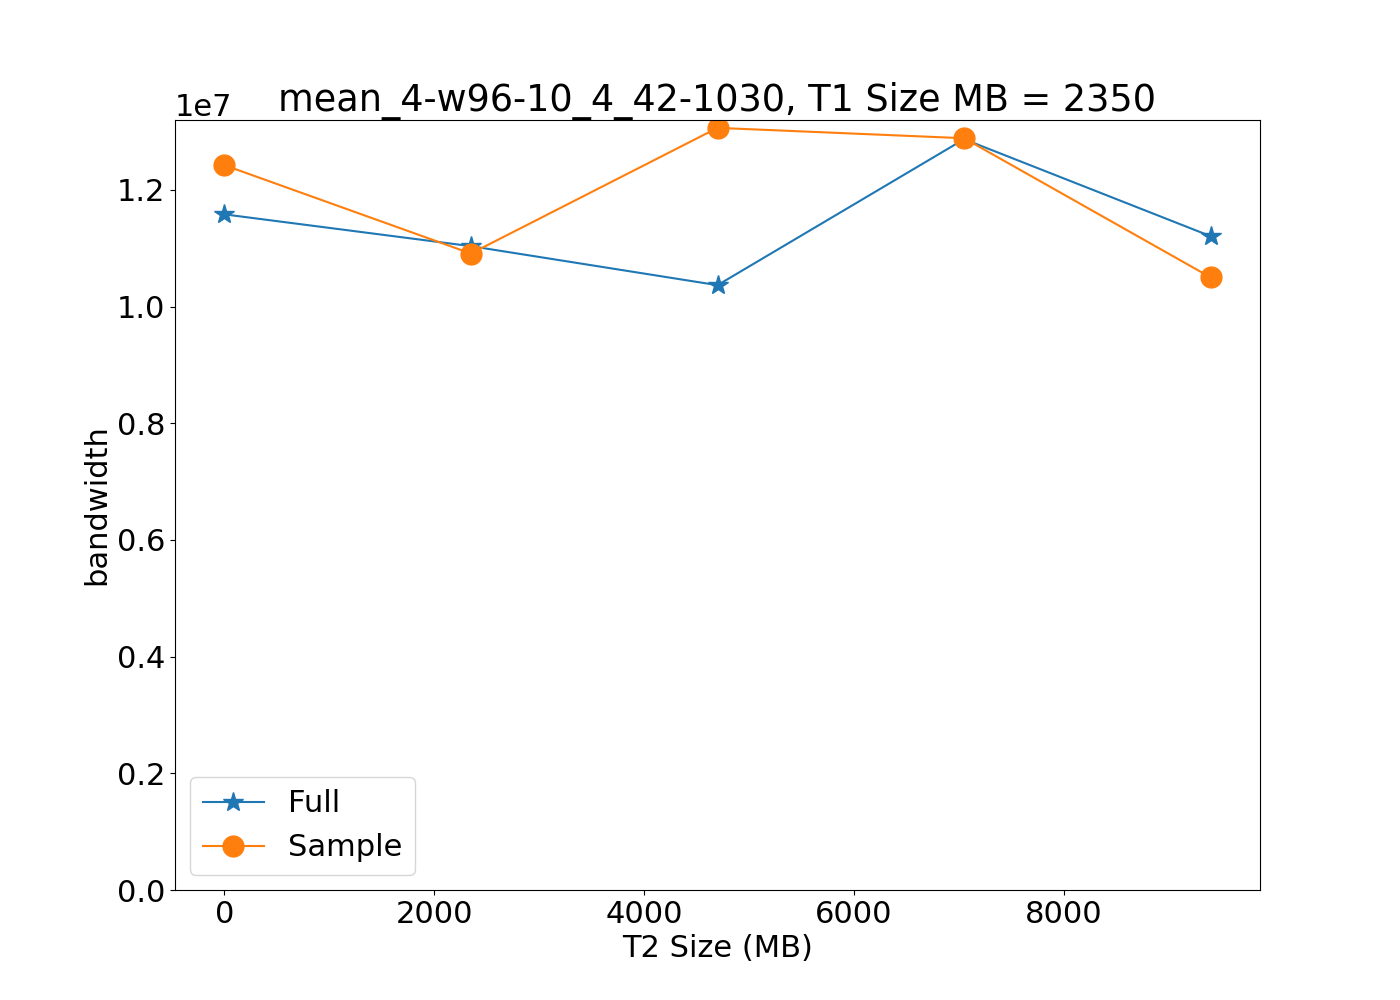 mean_4-w96-10_4_42-1030, T1 Size MB = 2350
1e7
1.2
1.0
0.8
0.6
0.4
0.2
0.0
bandwidth
Full
Sample
0 2000 4000 6000 8000
T2 Size (MB)